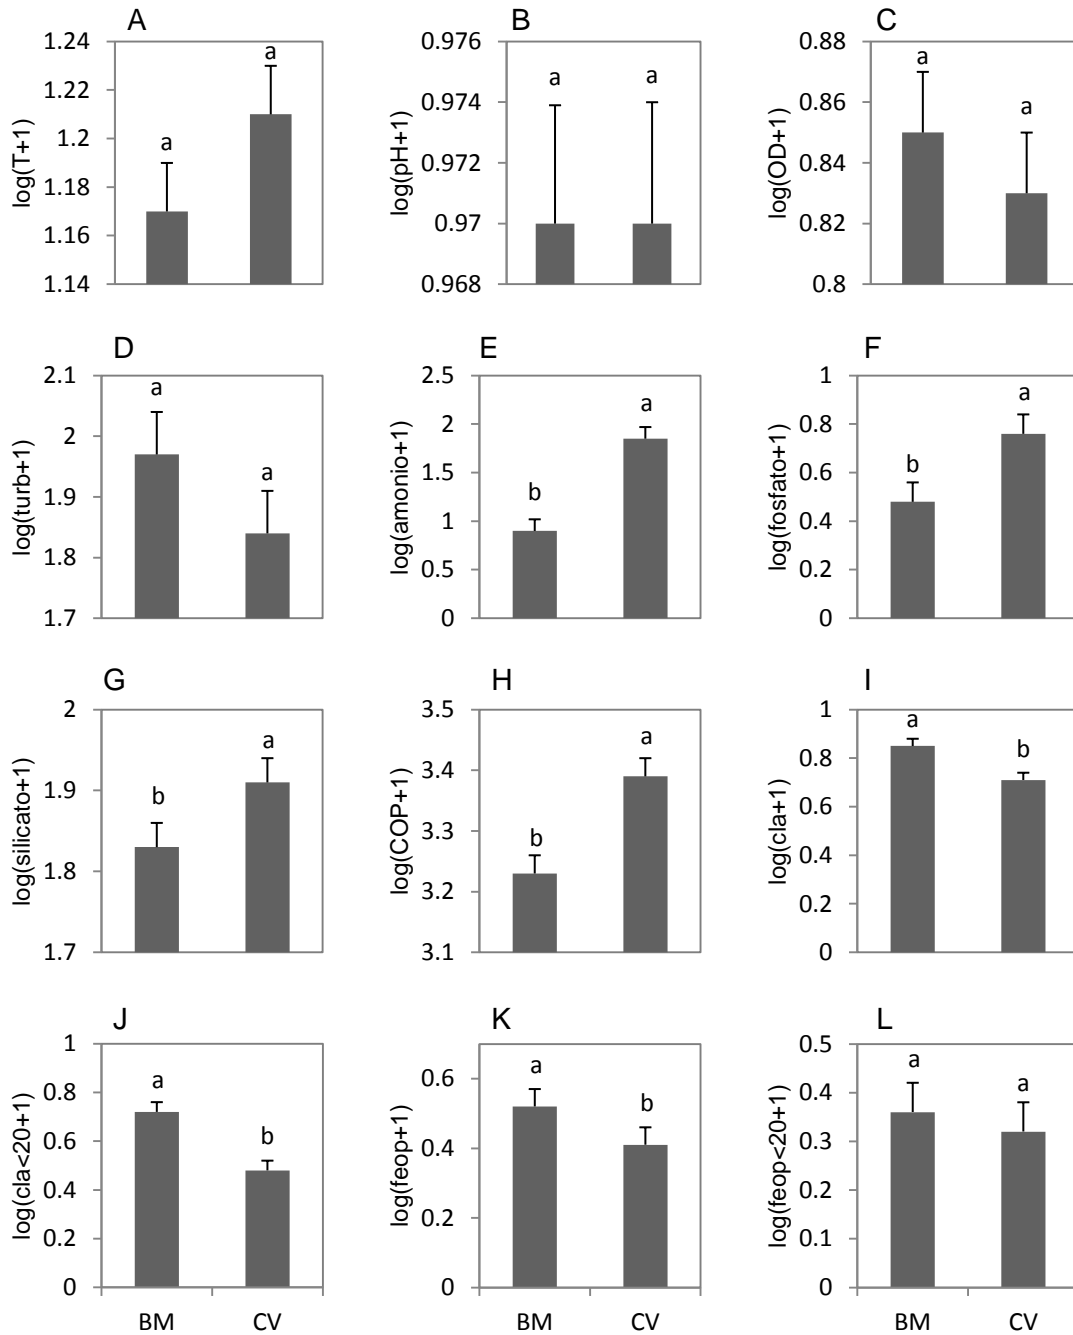 A
log(T+1)
1.24
1.22
1.2
1.18
1.16
1.14
a
a
B
log(pH+1)
0.976
0.974
0.972
0.97
0.968
a
a
C
log(OD+1)
0.88
0.86
0.84
0.82
0.8
a
a
D
log(turb+1)
2.1
2
1.9
1.8
1.7
a
a
E
log(amonio+1)
2.5
2
1.5
1
0.5
0
b
a
F
log(fosfato+1)
1
0.8
0.6
0.4
0.2
0
b
a
G
log(silicato+1)
2
1.9
1.8
1.7
b
a
H
log(COP+1)
3.5
3.4
3.3
3.2
3.1
b
a
I
log(cla+1)
1
0.8
0.6
0.4
0.2
0
a
b
J
log(cla<20+1)
1
0.8
0.6
0.4
0.2
0
a
b
BM
CV
K
log(feop+1)
0.6
0.4
0.2
0
a
b
BM
CV
L
log(feop<20+1)
0.5
0.4
0.3
0.2
0.1
0
a
a
BM
CV